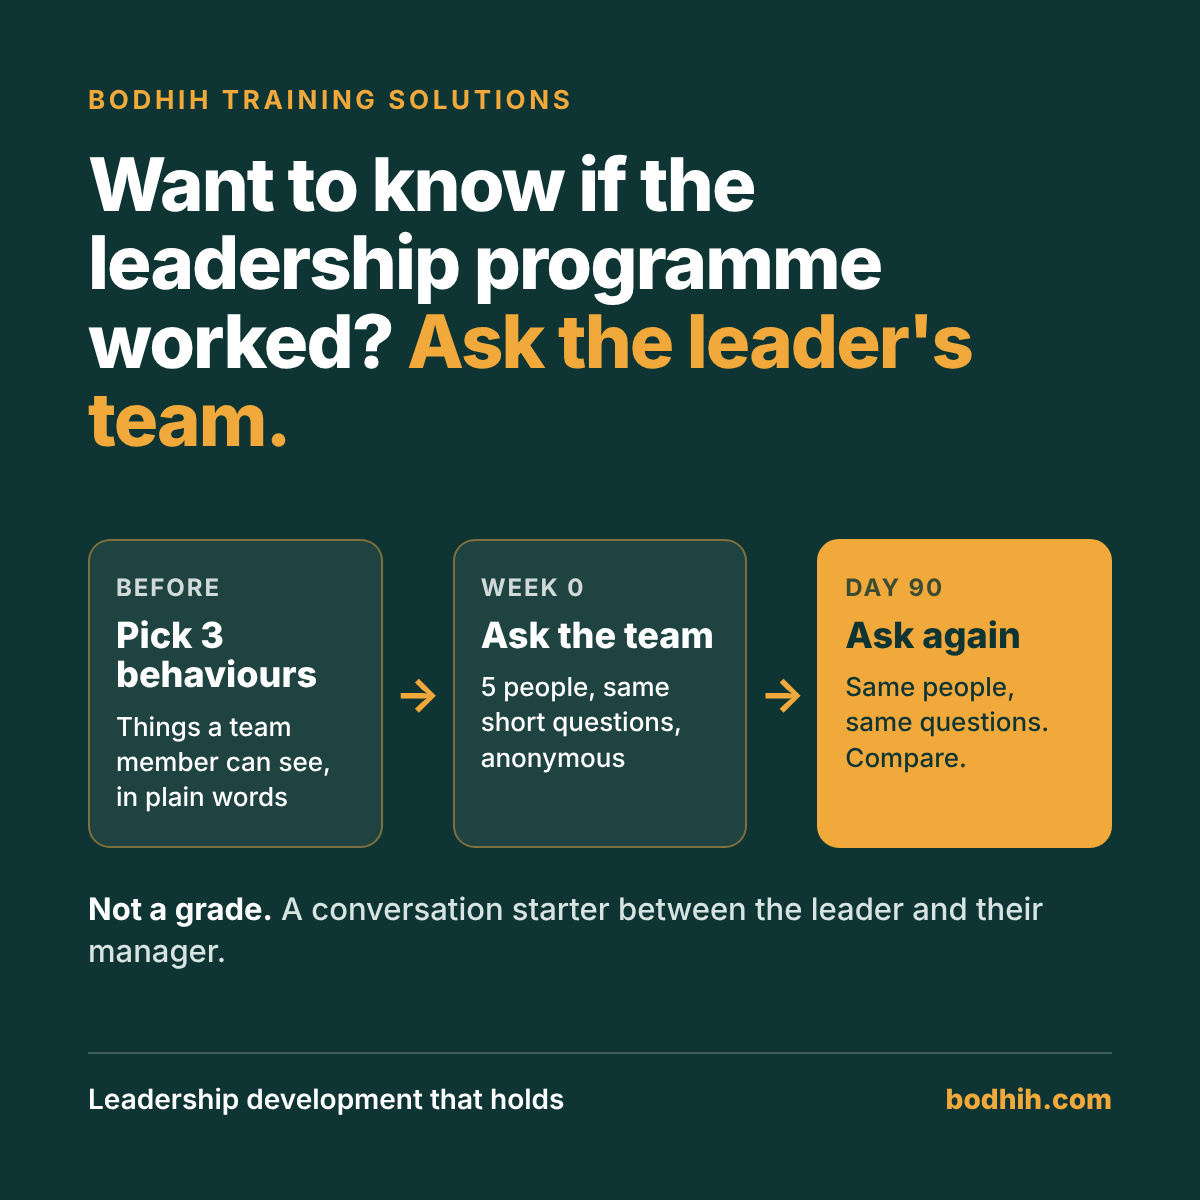 BODHIH TRAINING SOLUTIONS
Want to know if the
leadership programme
worked? Ask the leader's
team.
BEFORE
Pick 3
behaviours
Things a team
member can see,
in plain words
→
WEEK 0
Ask the team
5 people, same
short questions,
anonymous
→
DAY 90
Ask again
Same people,
same questions.
Compare.
Not a grade. A conversation starter between the leader and their
manager.
Leadership development that holds
bodhih.com